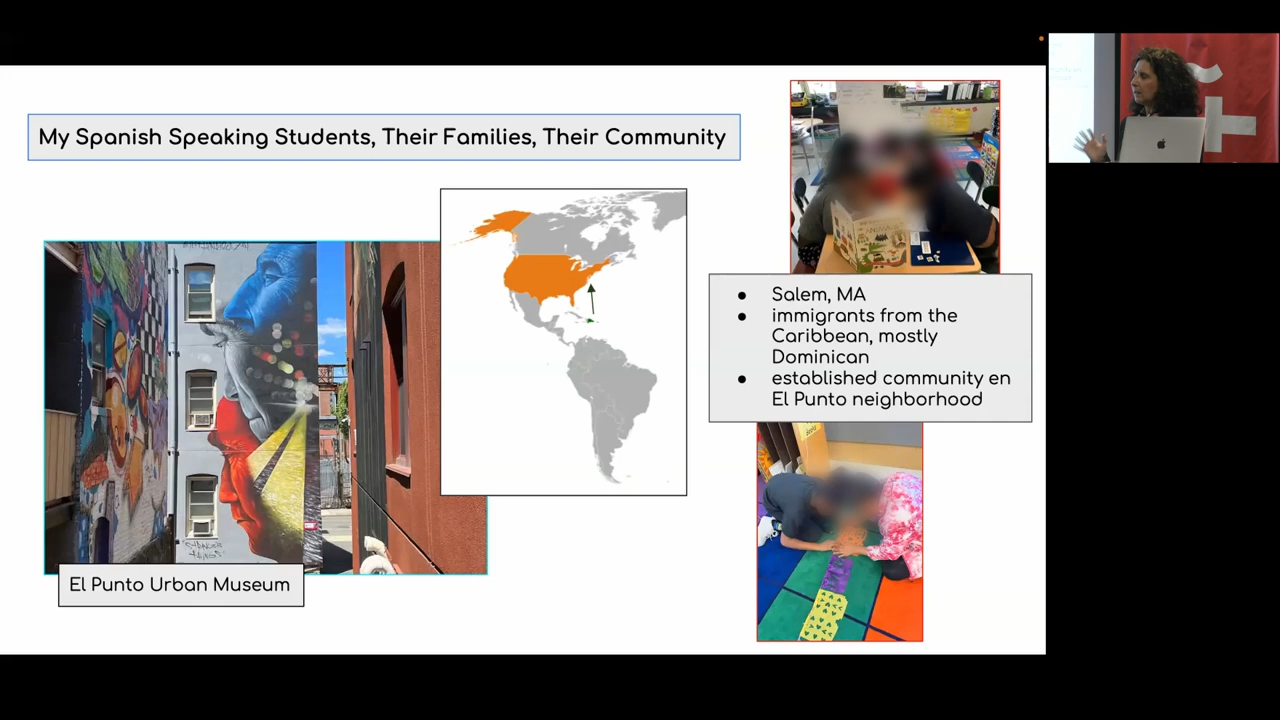 My Spanish Speaking Students, Their Families, Their Community
● Salem, MA
● immigrants from the
Caribbean, mostly
Dominican
● established community en
El Punto neighborhood
El Punto Urban Museum